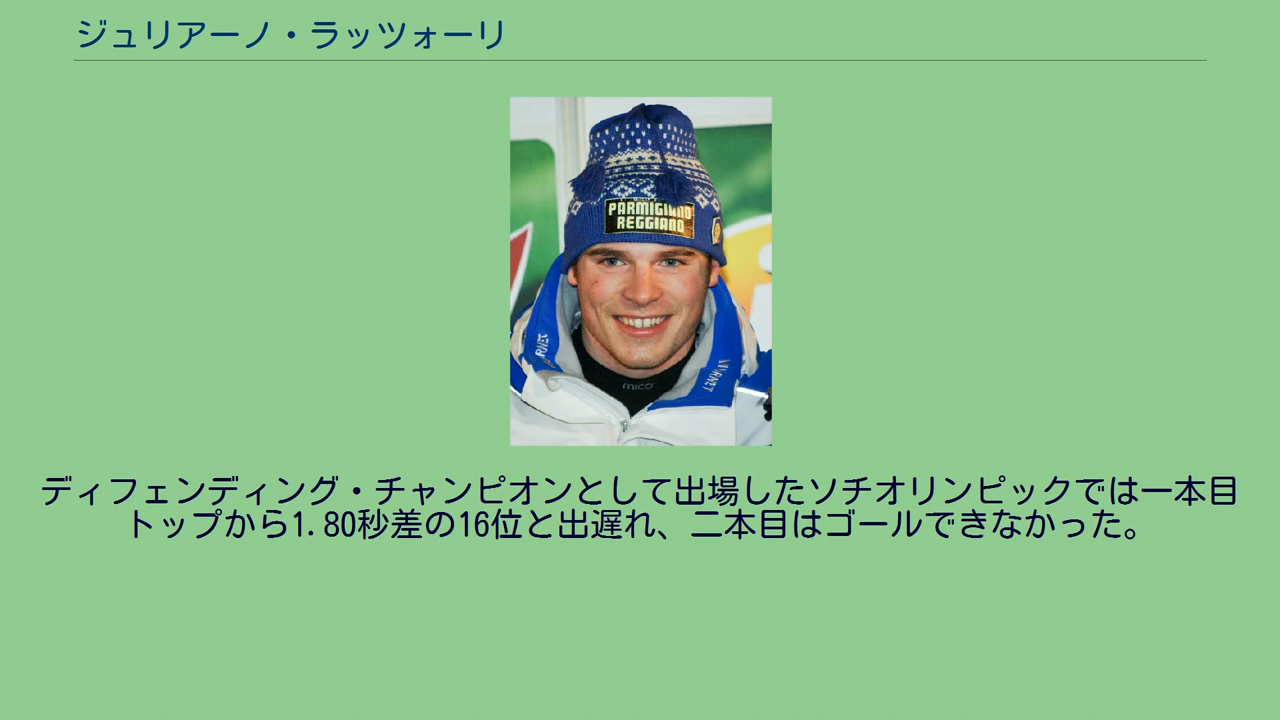 ジュリアーノ・ラッツォーリ
PARMIGIANO
REGGIANO
mico
ディフェンディング・チャンピオンとして出場したソチオリンピックでは一本目
トップから1.80秒差の16位と出遅れ、二本目はゴールできなかった。